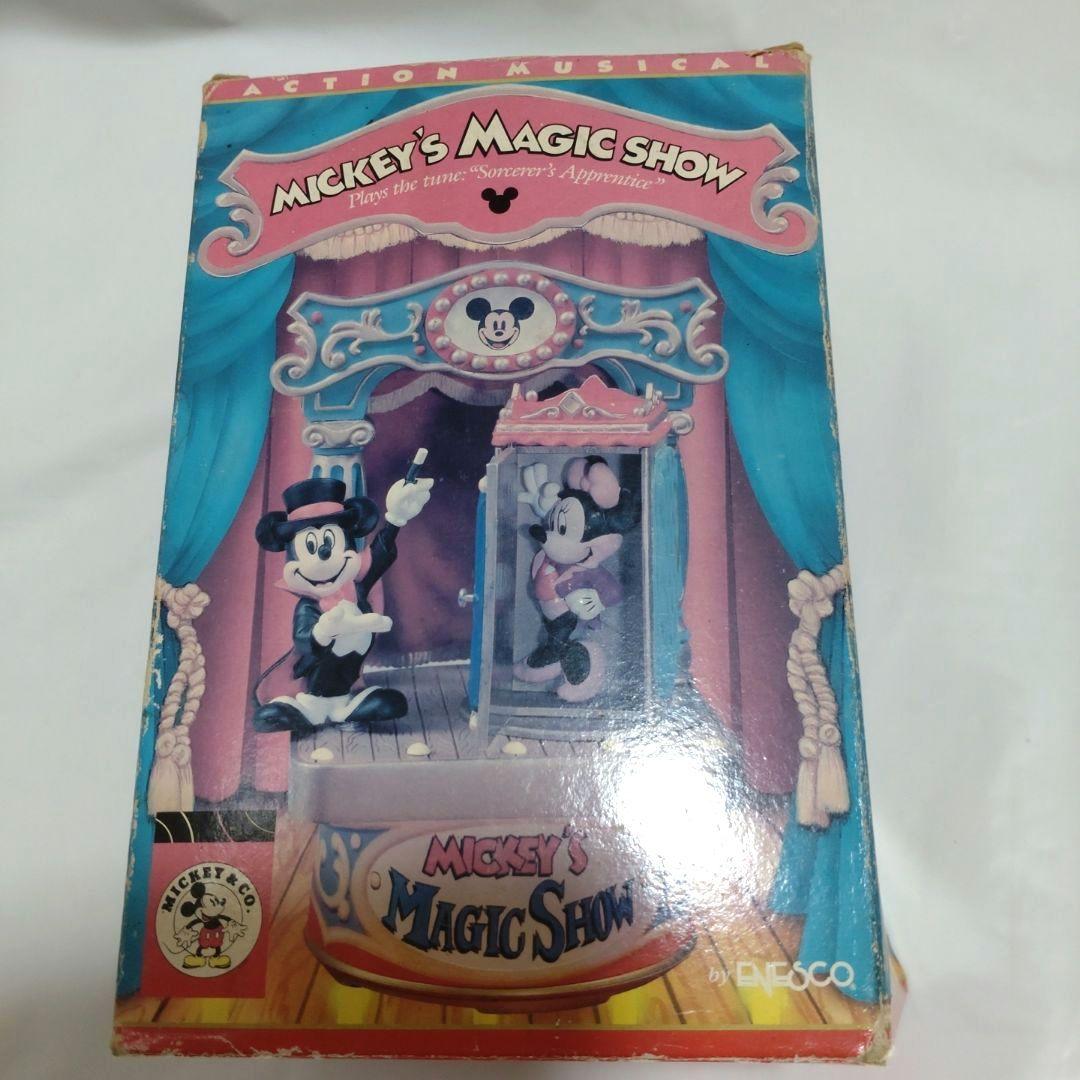 ACTION MUSICAL
MICKEY'S MAGIC SHOW
Plays the tune: "Sorcerer's Apprentice"
MICKEY'S
MAGIC SHOW
MICKEY & CO.
by ENESCO